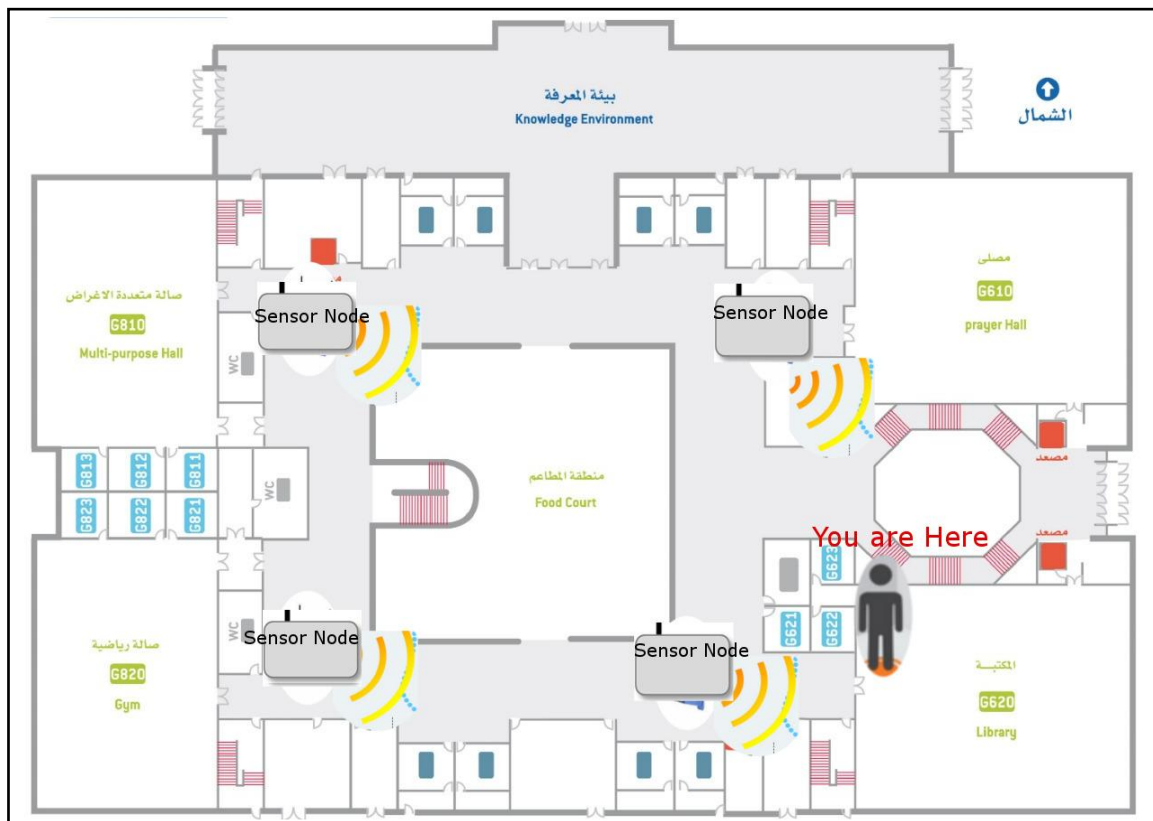 بيئة المعرفة
Knowledge Environment
الشمال
صالة متعددة الاغراض
G810
Multi-purpose Hall
Sensor Node
Sensor Node
مصلى
G610
prayer Hall
WC
G813
G812
G811
G823
G822
G821
WC
منطقة المطاعم
Food Court
مصعد
مصعد
You are Here
G623
G621
G622
صالة رياضية
G820
Gym
WC
Sensor Node
Sensor Node
المكتبــة
G620
Library